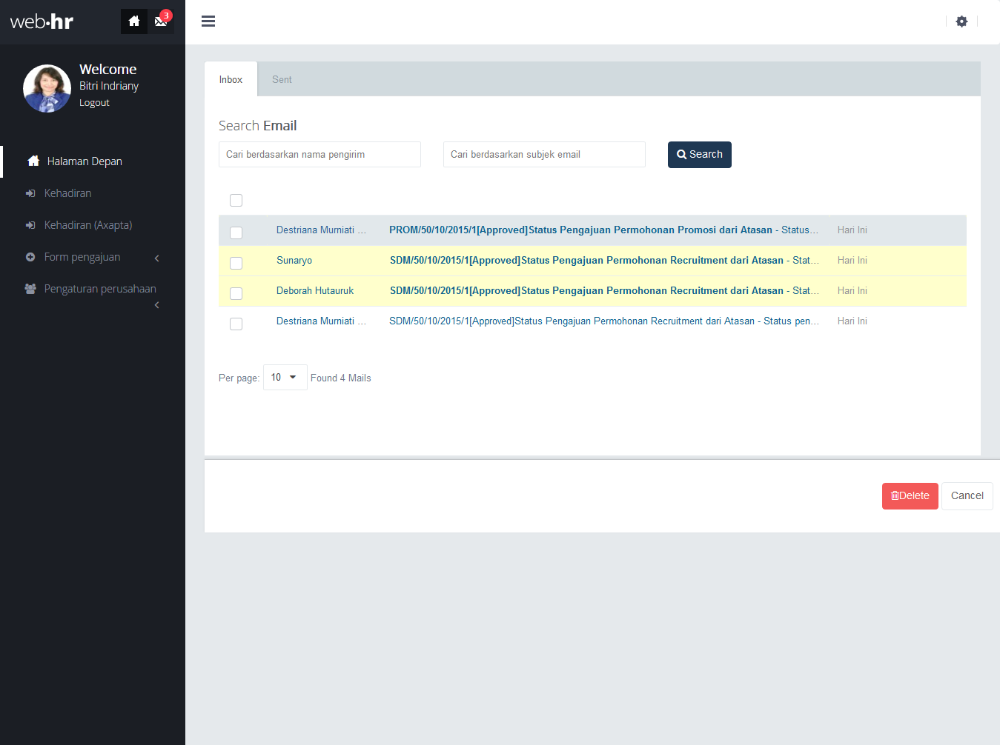 web·hr
3
Welcome
Bitri Indriany
Logout
Halaman Depan
Kehadiran
Kehadiran (Axapta)
Form pengajuan
Pengaturan perusahaan
Inbox
Sent
Search Email
Cari berdasarkan nama pengirim
Cari berdasarkan subjek email
Search
Destriana Murniati ... PROM/50/10/2015/1[Approved]Status Pengajuan Permohonan Promosi dari Atasan - Status... Hari Ini
Sunaryo SDM/50/10/2015/1[Approved]Status Pengajuan Permohonan Recruitment dari Atasan - Stat... Hari Ini
Deborah Hutauruk SDM/50/10/2015/1[Approved]Status Pengajuan Permohonan Recruitment dari Atasan - Stat... Hari Ini
Destriana Murniati ... SDM/50/10/2015/1[Approved]Status Pengajuan Permohonan Recruitment dari Atasan - Status pen... Hari Ini
Per page: 10 Found 4 Mails
Delete
Cancel